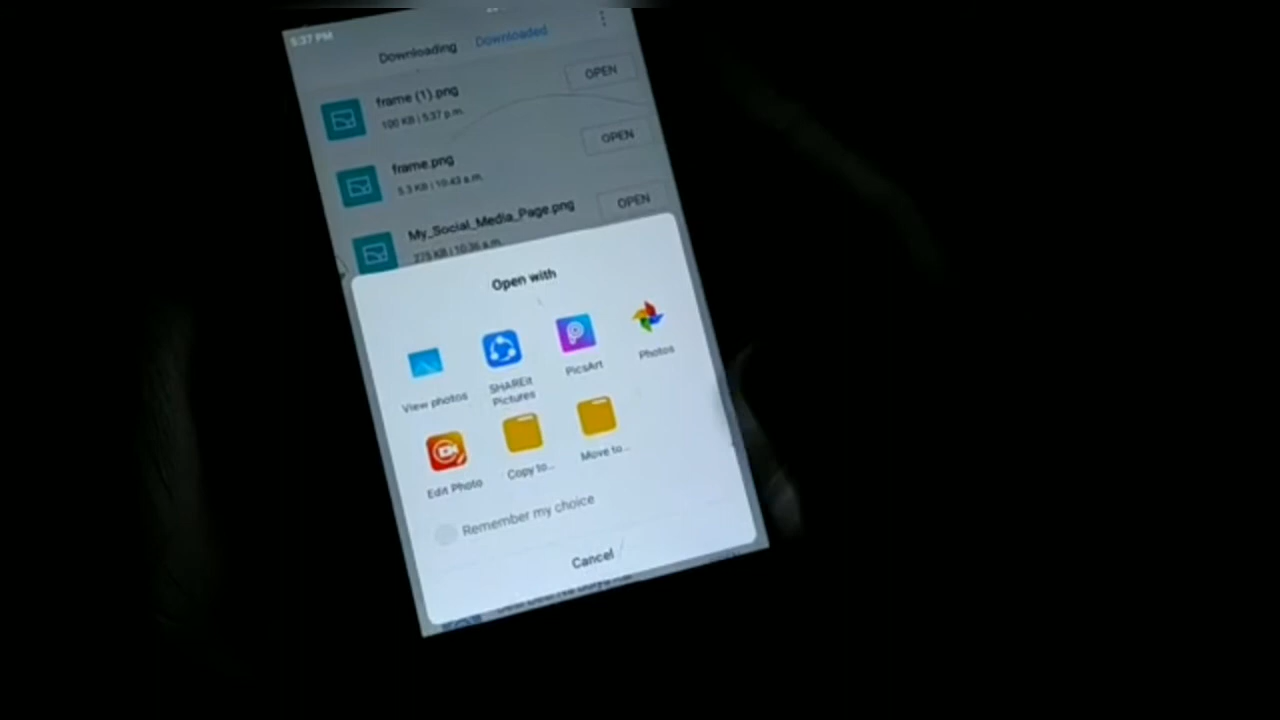 5:37 PM
Downloading Downloaded
frame (1).png
100 KB | 5:37 p.m.
OPEN
frame.png
5.3 KB | 10:43 a.m.
OPEN
My_Social_Media_Page.png
275 KB | 10:36 a.m.
OPEN
Open with
View photos
SHAREit
Pictures
PicsArt
Photos
Edit Photo
Copy to...
Move to...
Remember my choice
Cancel